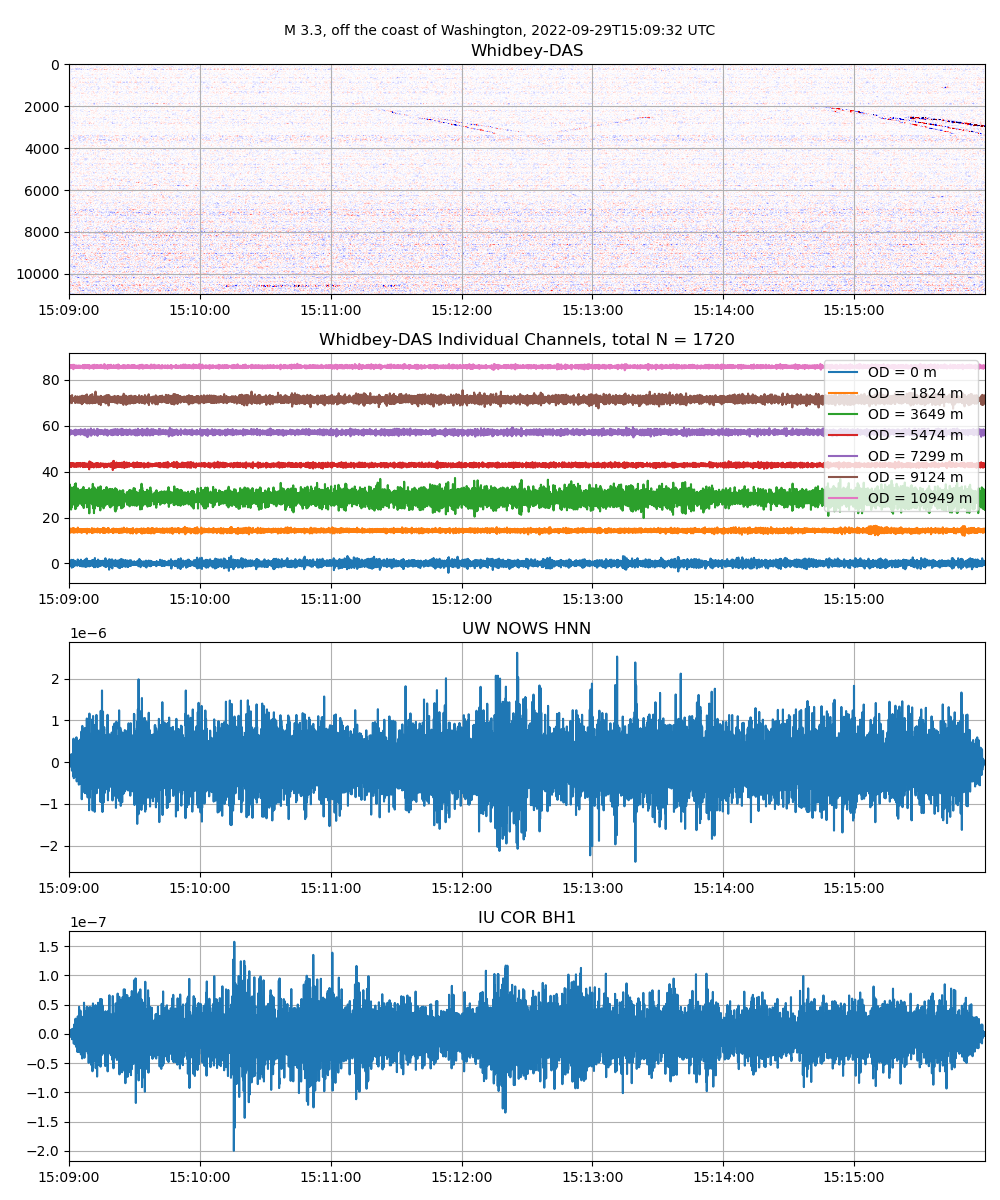 M 3.3, off the coast of Washington, 2022-09-29T15:09:32 UTC
Whidbey-DAS
0
2000
4000
6000
8000
10000
15:09:00 15:10:00 15:11:00 15:12:00 15:13:00 15:14:00 15:15:00
Whidbey-DAS Individual Channels, total N = 1720
80
60
40
20
0
OD = 0 m
OD = 1824 m
OD = 3649 m
OD = 5474 m
OD = 7299 m
OD = 9124 m
OD = 10949 m
15:09:00 15:10:00 15:11:00 15:12:00 15:13:00 15:14:00 15:15:00
1e−6
UW NOWS HNN
2
1
0
−1
−2
15:09:00 15:10:00 15:11:00 15:12:00 15:13:00 15:14:00 15:15:00
1e−7
IU COR BH1
1.5
1.0
0.5
0.0
−0.5
−1.0
−1.5
−2.0
15:09:00 15:10:00 15:11:00 15:12:00 15:13:00 15:14:00 15:15:00